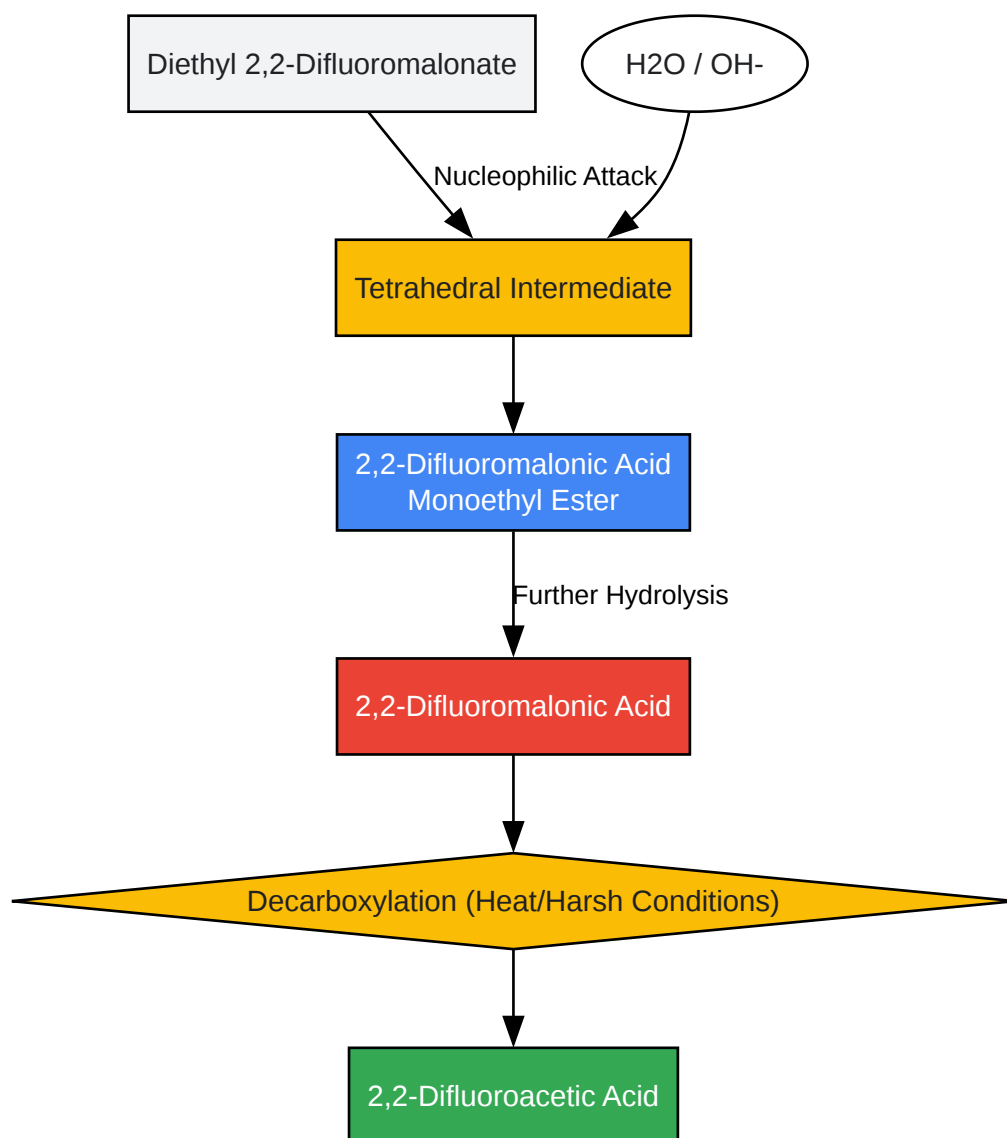 Diethyl 2,2-Difluoromalonate
H2O / OH-
Nucleophilic Attack
Tetrahedral Intermediate
2,2-Difluoromalonic Acid
Monoethyl Ester
Further Hydrolysis
2,2-Difluoromalonic Acid
Decarboxylation (Heat/Harsh Conditions)
2,2-Difluoroacetic Acid